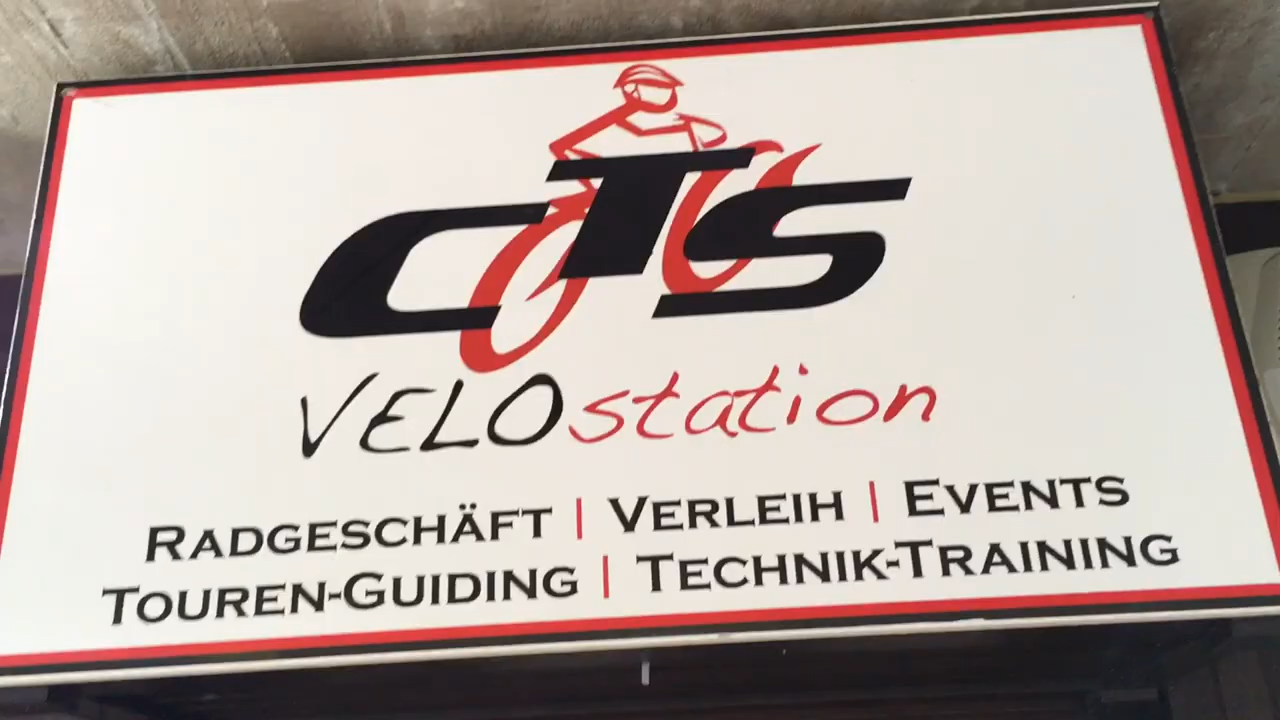 CTS
VELOstation
RADGESCHÄFT | VERLEIH | EVENTS
TOUREN-GUIDING | TECHNIK-TRAINING